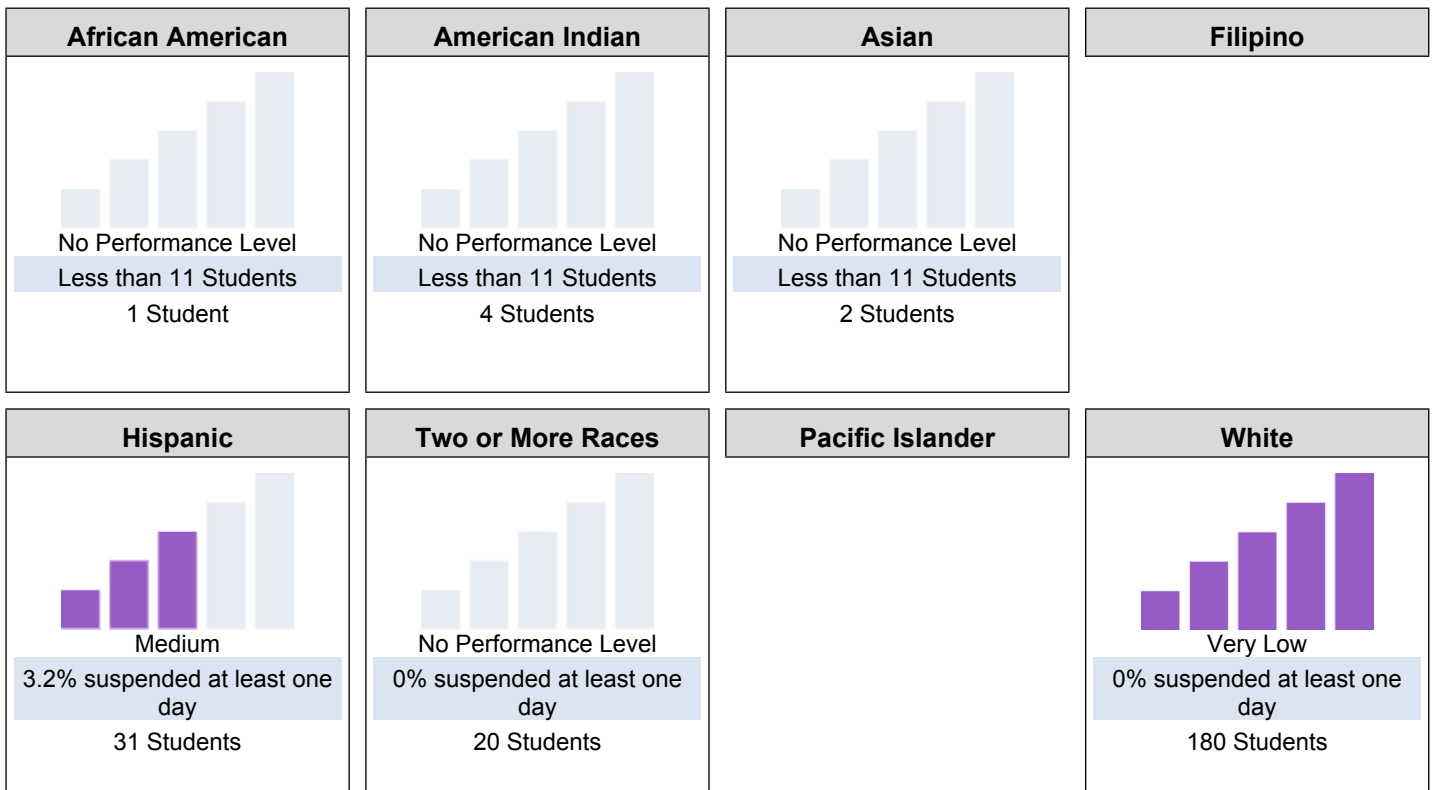 African American
American Indian
Asian
Filipino
No Performance Level
Less than 11 Students
1 Student
No Performance Level
Less than 11 Students
4 Students
No Performance Level
Less than 11 Students
2 Students
Hispanic
Two or More Races
Pacific Islander
White
Medium
3.2% suspended at least one
day
31 Students
No Performance Level
0% suspended at least one
day
20 Students
Very Low
0% suspended at least one
day
180 Students